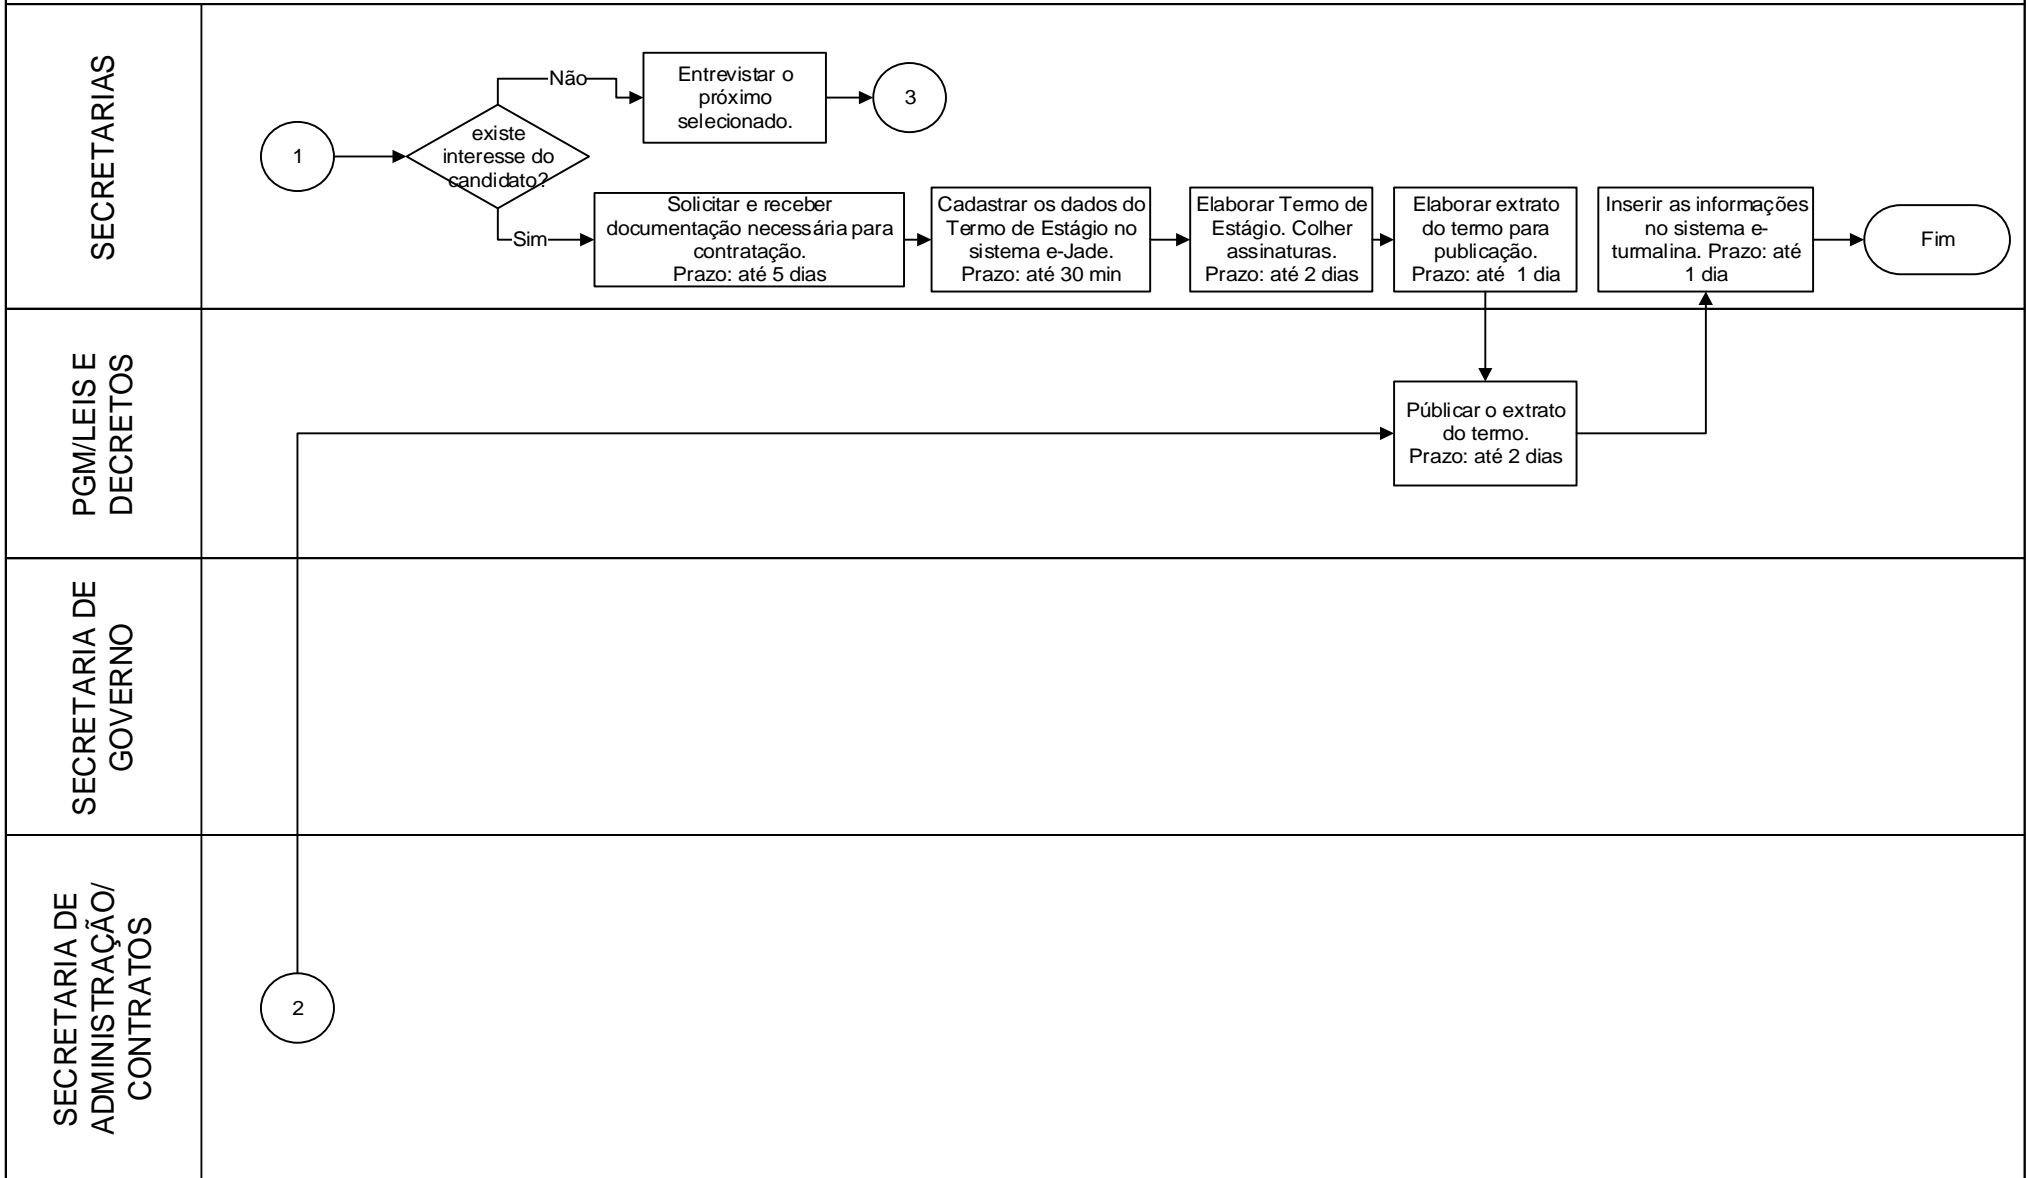 SECRETARIAS
1
existe
interesse do
candidato?
Não
Entrevistar o
próximo
selecionado.
3
Sim
Solicitar e receber
documentação necessária para
contratação.
Prazo: até 5 dias
Cadastrar os dados do
Termo de Estágio no
sistema e-Jade.
Prazo: até 30 min
Elaborar Termo de
Estágio. Colher
assinaturas.
Prazo: até 2 dias
Elaborar extrato
do termo para
publicação.
Prazo: até 1 dia
Inserir as informações
no sistema e-
turmalina. Prazo: até
1 dia
Fim
PGM/LEIS E
DECRETOS
Públicar o extrato
do termo.
Prazo: até 2 dias
SECRETARIA DE
GOVERNO
SECRETARIA DE
ADMINISTRAÇÃO/
CONTRATOS
2